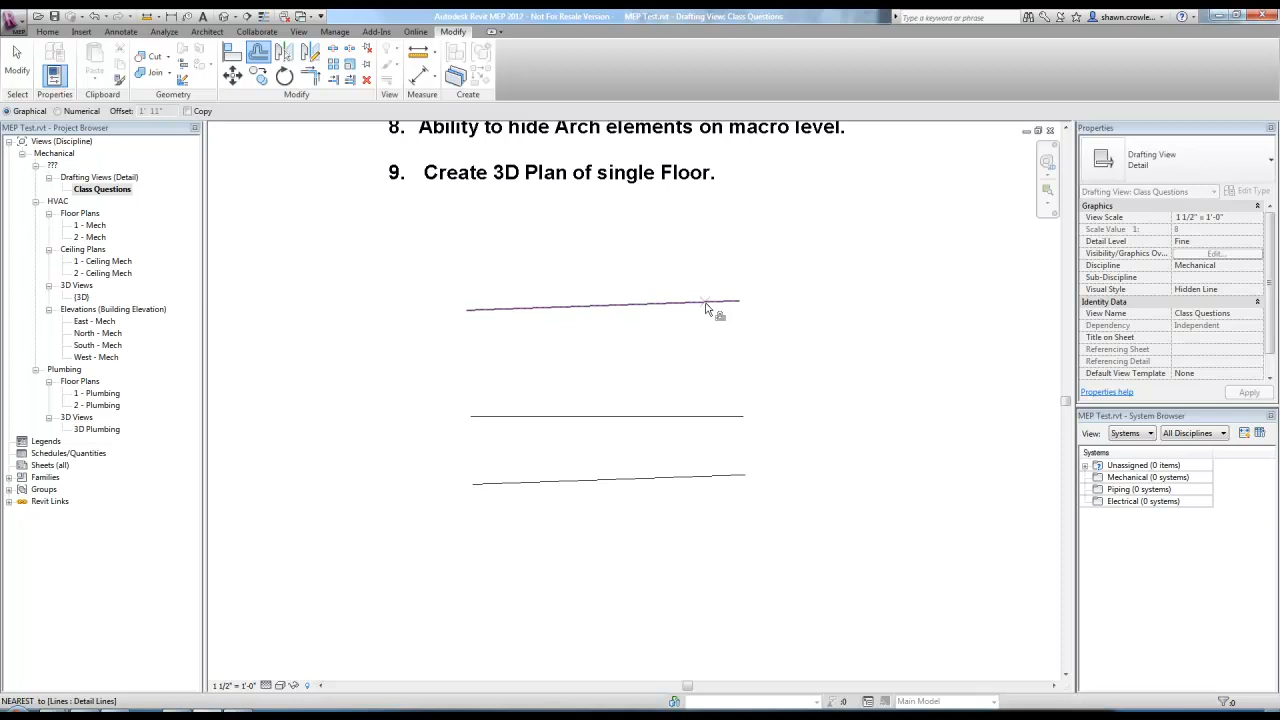 Autodesk Revit MEP 2012 - Not For Resale Version - MEP Test.rvt - Drafting View: Class Questions
Type a keyword or phrase
shawn.crowle...
MEP
Home Insert Annotate Analyze Architect Collaborate View Manage Add-Ins Online Modify
Modify
Paste
Cut
Join
Select Properties Clipboard Geometry Modify View Measure Create
Graphical Numerical Offset: 1' 11" Copy
MEP Test.rvt - Project Browser
Views (Discipline)
Mechanical
???
Drafting Views (Detail)
Class Questions
HVAC
Floor Plans
1 - Mech
2 - Mech
Ceiling Plans
1 - Ceiling Mech
2 - Ceiling Mech
3D Views
{3D}
Elevations (Building Elevation)
East - Mech
North - Mech
South - Mech
West - Mech
Plumbing
Floor Plans
1 - Plumbing
2 - Plumbing
3D Views
3D Plumbing
Legends
Schedules/Quantities
Sheets (all)
Families
Groups
Revit Links
8. Ability to hide Arch elements on macro level.
9. Create 3D Plan of single Floor.
Properties
Drafting View
Detail
Drafting View: Class Questions
Edit Type
Graphics
View Scale 1 1/2" = 1'-0"
Scale Value 1: 8
Detail Level Fine
Visibility/Graphics Ov... Edit...
Discipline Mechanical
Sub-Discipline
Visual Style Hidden Line
Identity Data
View Name Class Questions
Dependency Independent
Title on Sheet
Referencing Sheet
Referencing Detail
Default View Template None
Properties help
Apply
MEP Test.rvt - System Browser
View: Systems All Disciplines
Systems
Unassigned (0 items)
Mechanical (0 systems)
Piping (0 systems)
Electrical (0 systems)
1 1/2" = 1'-0"
NEAREST to [Lines : Detail Lines]
:0
Main Model
:0